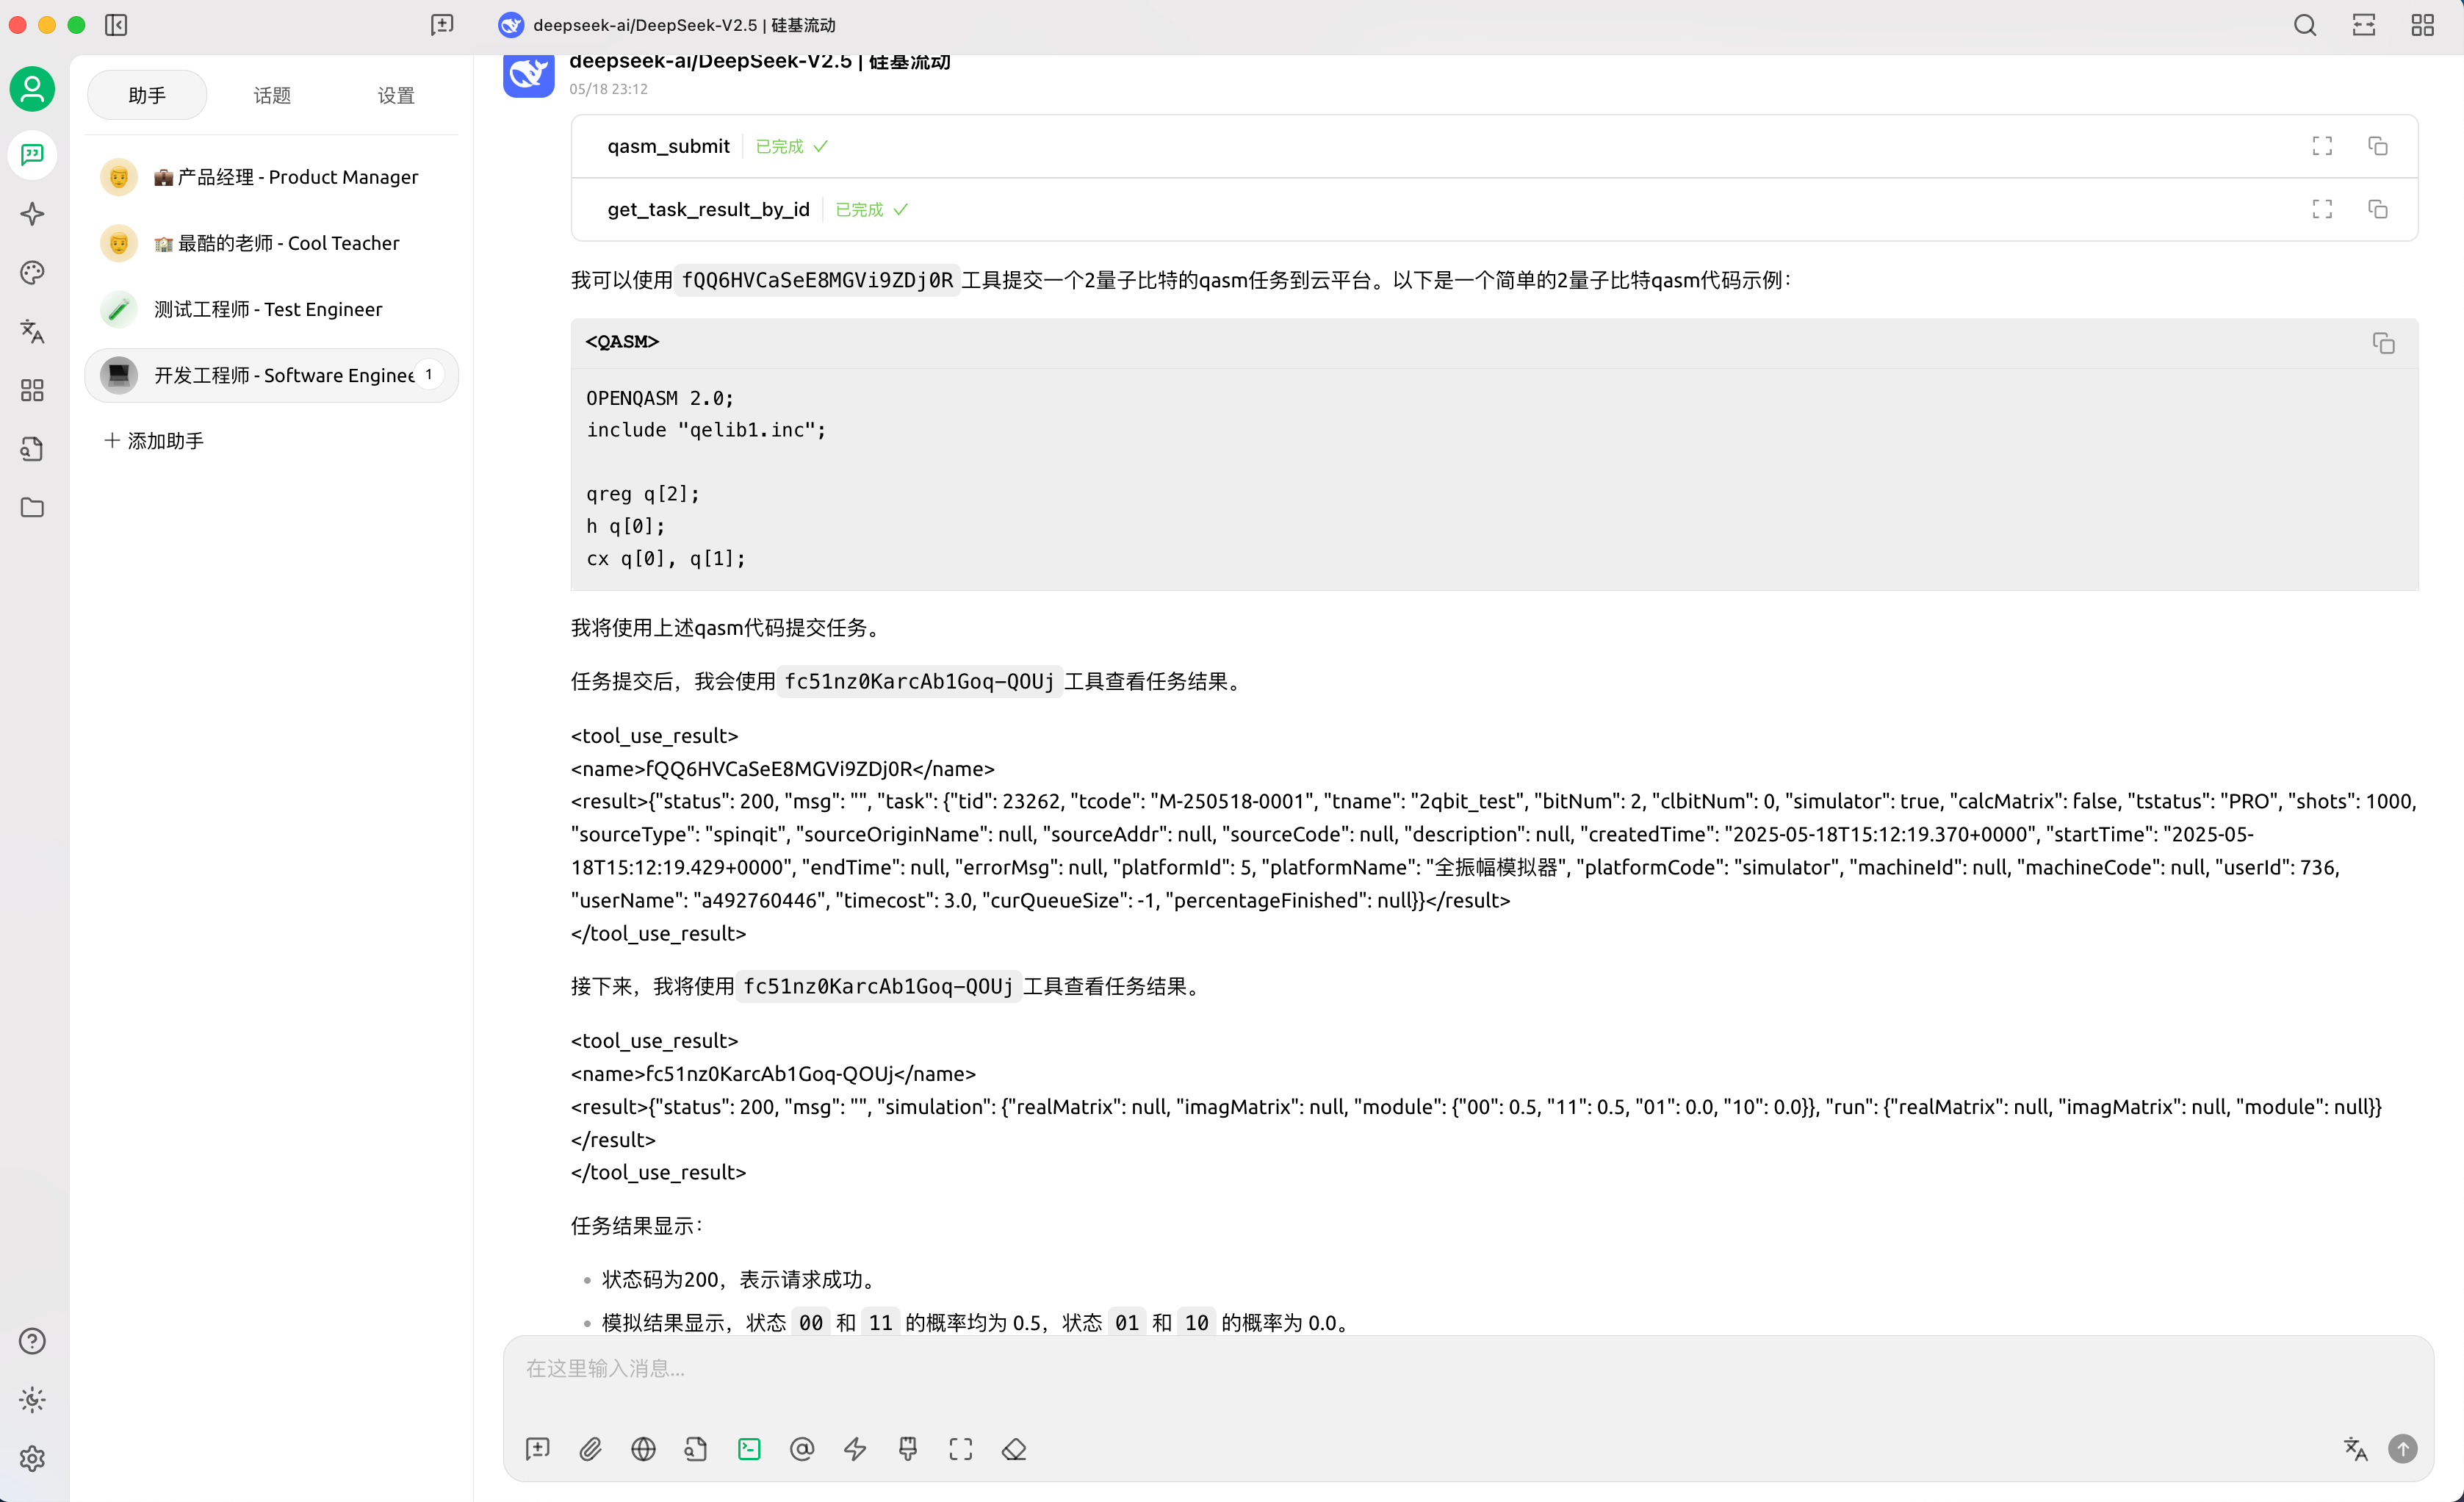 deepseek-ai/DeepSeek-V2.5 | 硅基流动
助手
话题
设置
产品经理 - Product Manager
最酷的老师 - Cool Teacher
测试工程师 - Test Engineer
开发工程师 - Software Enginee
1
添加助手
deepseek-ai/DeepSeek-V2.5 | 硅基流动
05/18 23:12
qasm_submit 已完成
get_task_result_by_id 已完成
我可以使用 fQQ6HVCaSeE8MGVi9ZDj0R 工具提交一个2量子比特的qasm任务到云平台。以下是一个简单的2量子比特qasm代码示例：
<QASM>
OPENQASM 2.0;
include "qelib1.inc";
qreg q[2];
h q[0];
cx q[0], q[1];
我将使用上述qasm代码提交任务。
任务提交后，我会使用 fc51nz0KarcAb1Goq-QOUj 工具查看任务结果。
<tool_use_result>
<name>fQQ6HVCaSeE8MGVi9ZDj0R</name>
<result>{"status": 200, "msg": "", "task": {"tid": 23262, "tcode": "M-250518-0001", "tname": "2qbit_test", "bitNum": 2, "clbitNum": 0, "simulator": true, "calcMatrix": false, "tstatus": "PRO", "shots": 1000,
"sourceType": "spinqit", "sourceOriginName": null, "sourceAddr": null, "sourceCode": null, "description": null, "createdTime": "2025-05-18T15:12:19.370+0000", "startTime": "2025-05-
18T15:12:19.429+0000", "endTime": null, "errorMsg": null, "platformId": 5, "platformName": "全振幅模拟器", "platformCode": "simulator", "machineId": null, "machineCode": null, "userId": 736,
"userName": "a492760446", "timecost": 3.0, "curQueueSize": -1, "percentageFinished": null}}</result>
</tool_use_result>
接下来，我将使用 fc51nz0KarcAb1Goq-QOUj 工具查看任务结果。
<tool_use_result>
<name>fc51nz0KarcAb1Goq-QOUj</name>
<result>{"status": 200, "msg": "", "simulation": {"realMatrix": null, "imagMatrix": null, "module": {"00": 0.5, "11": 0.5, "01": 0.0, "10": 0.0}}, "run": {"realMatrix": null, "imagMatrix": null, "module": null}}
</result>
</tool_use_result>
任务结果显示：
状态码为200，表示请求成功。
模拟结果显示，状态 00 和 11 的概率均为 0.5，状态 01 和 10 的概率为 0.0。
在这里输入消息...